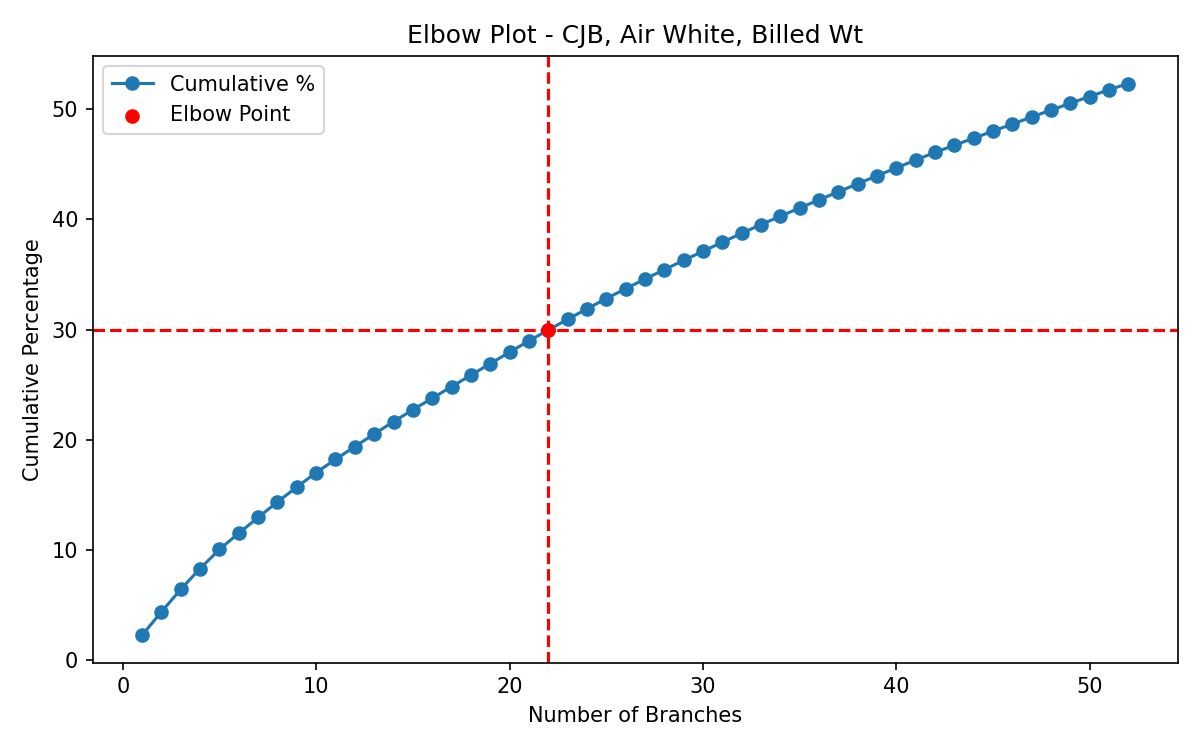 Elbow Plot - CJB, Air White, Billed Wt
Cumulative %
Elbow Point
Cumulative Percentage
50
40
30
20
10
0
0 10 20 30 40 50
Number of Branches